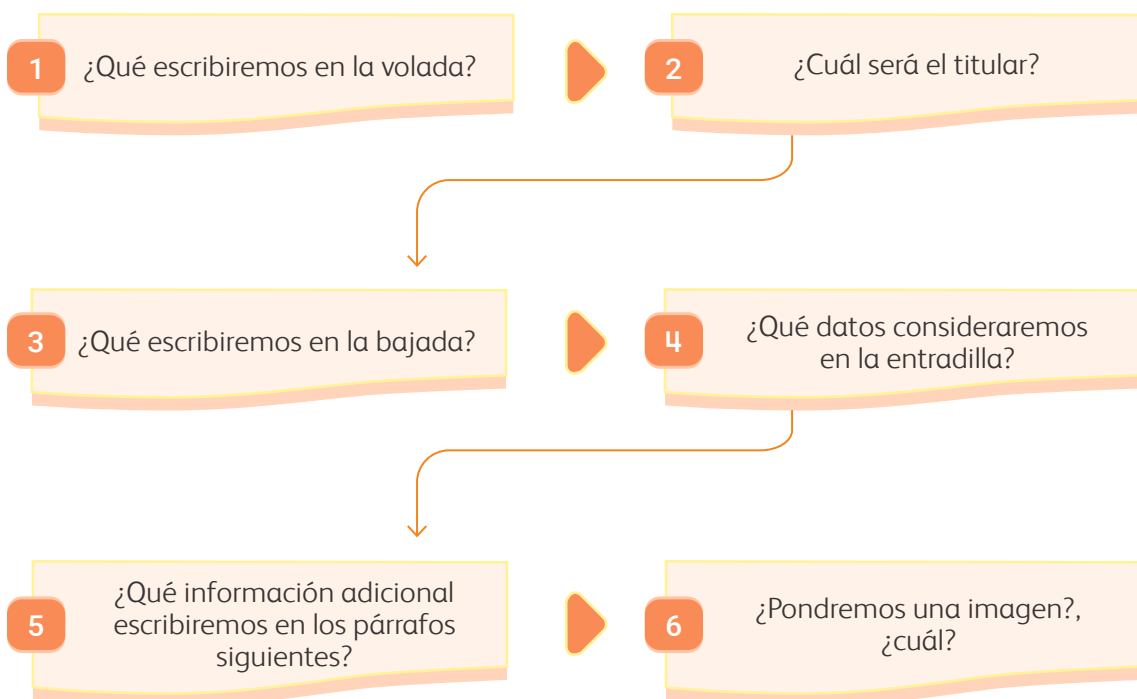 1
¿Qué escribiremos en la volada?
2
¿Cuál será el titular?
3
¿Qué escribiremos en la bajada?
4
¿Qué datos consideraremos
en la entradilla?
5
¿Qué información adicional
escribiremos en los párrafos
siguientes?
6
¿Pondremos una imagen?,
¿cuál?